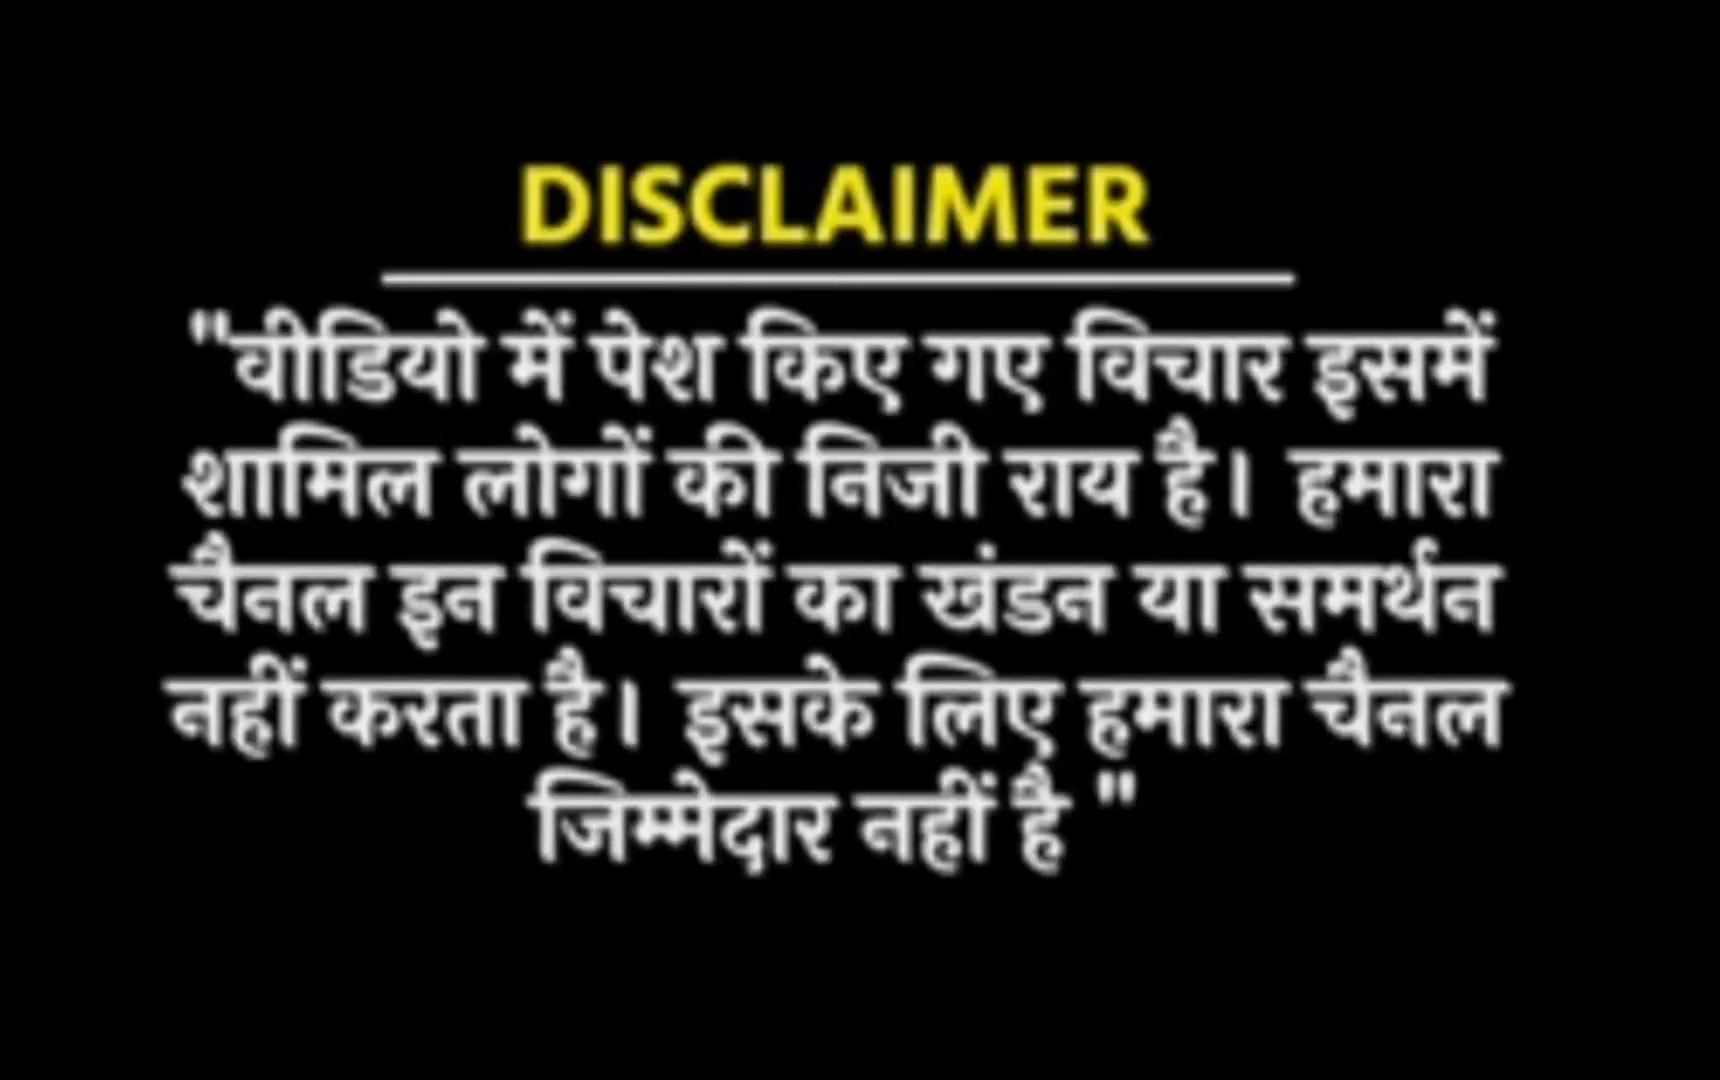 DISCLAIMER
"वीडियो में पेश किए गए विचार इसमें
शामिल लोगों की निजी राय है। हमारा
चैनल इन विचारों का खंडन या समर्थन
नहीं करता है। इसके लिए हमारा चैनल
जिम्मेदार नहीं है "